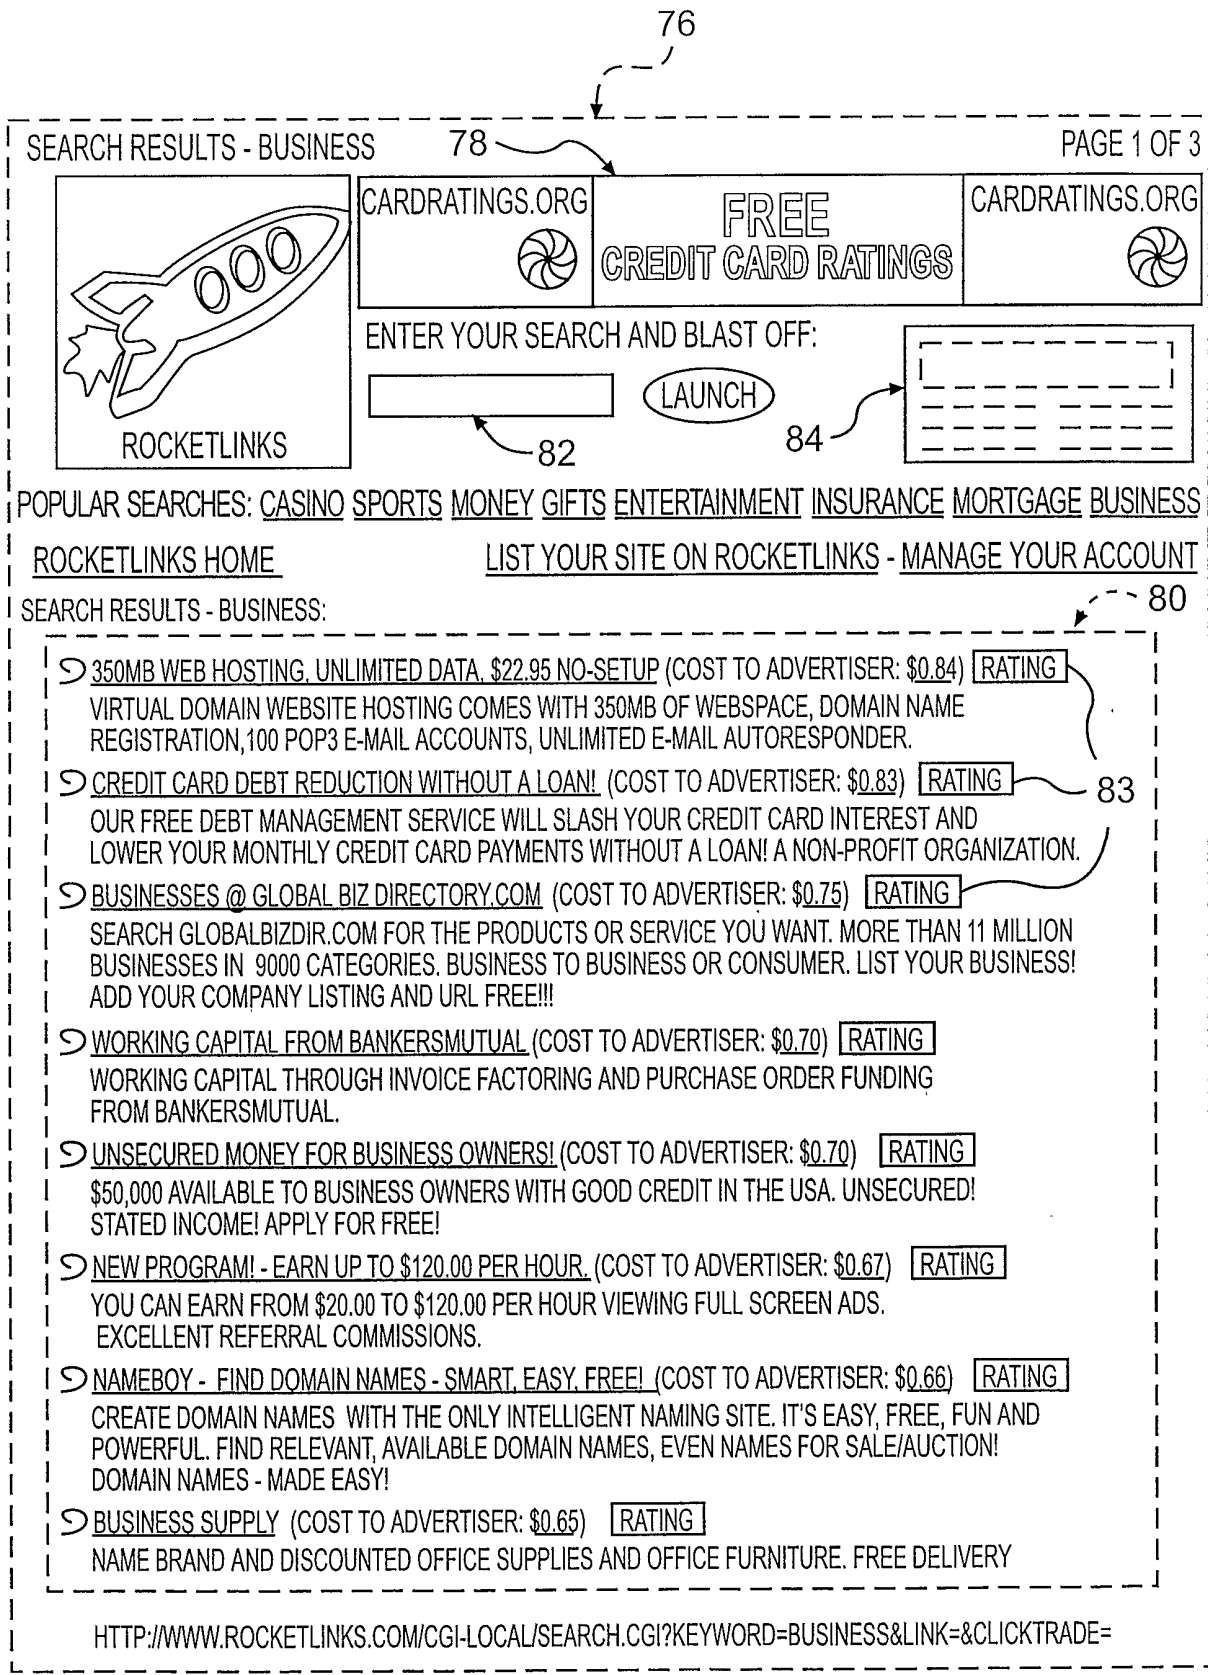 76
SEARCH RESULTS - BUSINESS
78
PAGE 1 OF 3
CARDRATINGS.ORG
FREE
CREDIT CARD RATINGS
CARDRATINGS.ORG
ENTER YOUR SEARCH AND BLAST OFF:
LAUNCH
84
82
ROCKETLINKS
POPULAR SEARCHES: CASINO SPORTS MONEY GIFTS ENTERTAINMENT INSURANCE MORTGAGE BUSINESS
ROCKETLINKS HOME
LIST YOUR SITE ON ROCKETLINKS - MANAGE YOUR ACCOUNT
80
SEARCH RESULTS - BUSINESS:
350MB WEB HOSTING, UNLIMITED DATA, $22.95 NO-SETUP (COST TO ADVERTISER: $0.84) RATING
VIRTUAL DOMAIN WEBSITE HOSTING COMES WITH 350MB OF WEBSPACE, DOMAIN NAME
REGISTRATION,100 POP3 E-MAIL ACCOUNTS, UNLIMITED E-MAIL AUTORESPONDER.
CREDIT CARD DEBT REDUCTION WITHOUT A LOAN! (COST TO ADVERTISER: $0.83) RATING
83
OUR FREE DEBT MANAGEMENT SERVICE WILL SLASH YOUR CREDIT CARD INTEREST AND
LOWER YOUR MONTHLY CREDIT CARD PAYMENTS WITHOUT A LOAN! A NON-PROFIT ORGANIZATION.
BUSINESSES @ GLOBAL BIZ DIRECTORY.COM (COST TO ADVERTISER: $0.75) RATING
SEARCH GLOBALBIZDIR.COM FOR THE PRODUCTS OR SERVICE YOU WANT. MORE THAN 11 MILLION
BUSINESSES IN 9000 CATEGORIES. BUSINESS TO BUSINESS OR CONSUMER. LIST YOUR BUSINESS!
ADD YOUR COMPANY LISTING AND URL FREE!!!
WORKING CAPITAL FROM BANKERSMUTUAL (COST TO ADVERTISER: $0.70) RATING
WORKING CAPITAL THROUGH INVOICE FACTORING AND PURCHASE ORDER FUNDING
FROM BANKERSMUTUAL.
UNSECURED MONEY FOR BUSINESS OWNERS! (COST TO ADVERTISER: $0.70) RATING
$50,000 AVAILABLE TO BUSINESS OWNERS WITH GOOD CREDIT IN THE USA. UNSECURED!
STATED INCOME! APPLY FOR FREE!
NEW PROGRAM! - EARN UP TO $120.00 PER HOUR. (COST TO ADVERTISER: $0.67) RATING
YOU CAN EARN FROM $20.00 TO $120.00 PER HOUR VIEWING FULL SCREEN ADS.
EXCELLENT REFERRAL COMMISSIONS.
NAMEBOY - FIND DOMAIN NAMES - SMART, EASY, FREE! (COST TO ADVERTISER: $0.66) RATING
CREATE DOMAIN NAMES WITH THE ONLY INTELLIGENT NAMING SITE. IT'S EASY, FREE, FUN AND
POWERFUL. FIND RELEVANT, AVAILABLE DOMAIN NAMES, EVEN NAMES FOR SALE/AUCTION!
DOMAIN NAMES - MADE EASY!
BUSINESS SUPPLY (COST TO ADVERTISER: $0.65) RATING
NAME BRAND AND DISCOUNTED OFFICE SUPPLIES AND OFFICE FURNITURE. FREE DELIVERY
HTTP://WWW.ROCKETLINKS.COM/CGI-LOCAL/SEARCH.CGI?KEYWORD=BUSINESS&LINK=&CLICKTRADE=